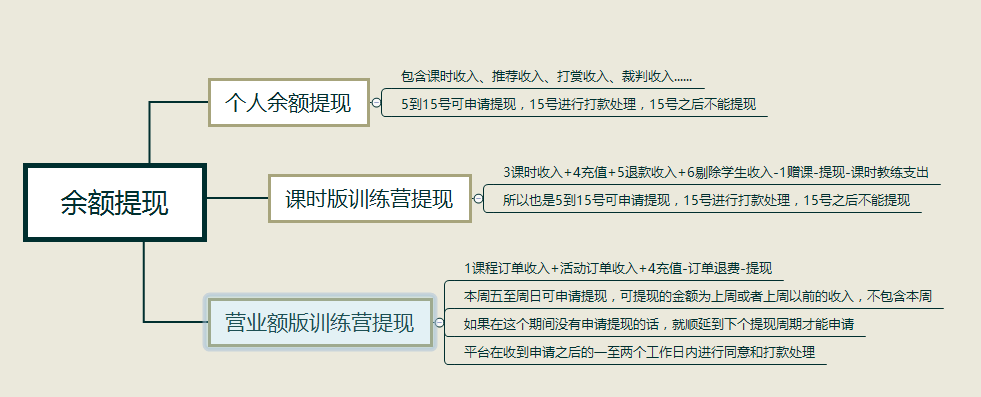 余额提现
个人余额提现
包含课时收入、推荐收入、打赏收入、裁判收入......
5到15号可申请提现，15号进行打款处理，15号之后不能提现
课时版训练营提现
3课时收入+4充值+5退款收入+6剔除学生收入-1赠课-提现-课时教练支出
所以也是5到15号可申请提现，15号进行打款处理，15号之后不能提现
营业额版训练营提现
1课程订单收入+活动订单收入+4充值-订单退费-提现
本周五至周日可申请提现，可提现的金额为上周或者上周以前的收入，不包含本周
如果在这个期间没有申请提现的话，就顺延到下个提现周期才能申请
平台在收到申请之后的一至两个工作日内进行同意和打款处理